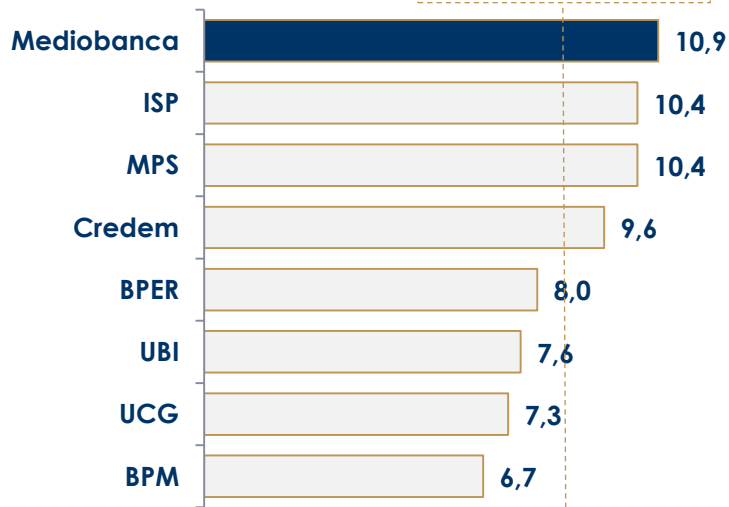 Mediobanca 10,9
ISP 10,4
MPS 10,4
Credem 9,6
BPER 8,0
UBI 7,6
UCG 7,3
BPM 6,7